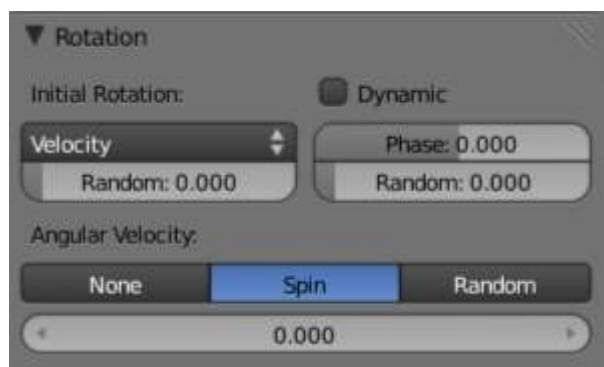 Rotation
Initial Rotation:
Dynamic
Velocity
Phase: 0.000
Random: 0.000
Random: 0.000
Angular Velocity:
None Spin Random
0.000